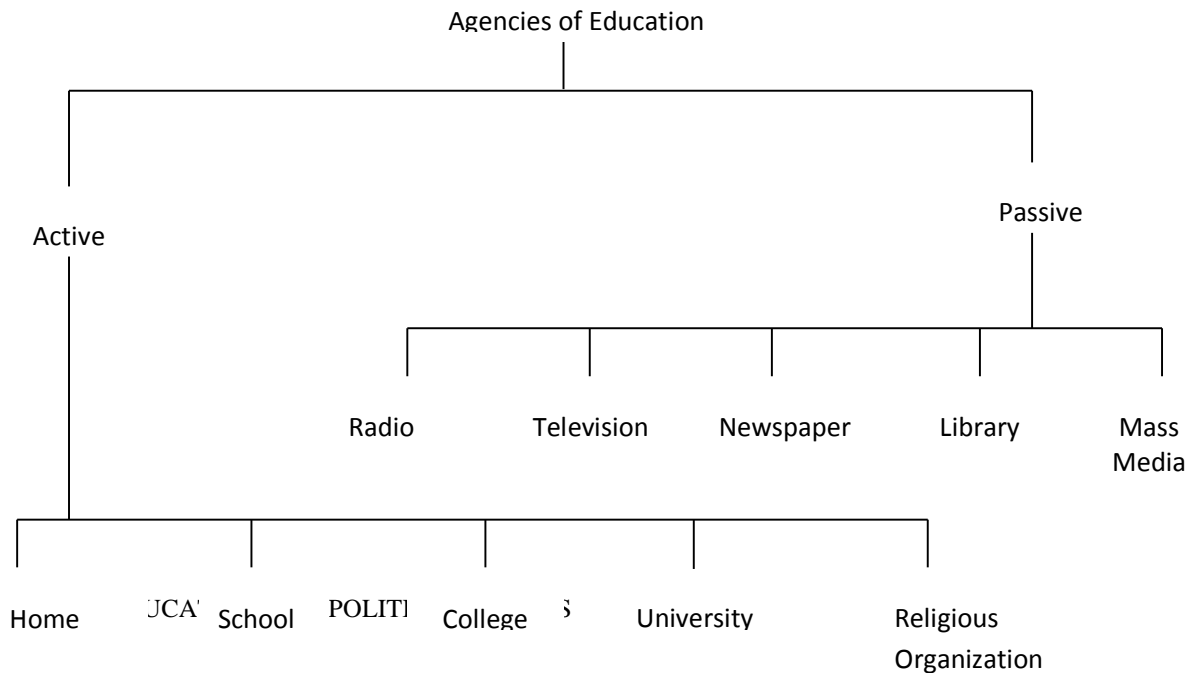 Agencies of Education
Passive
Active
Radio Television Newspaper Library Mass
Media
Home School College University Religious
Organization